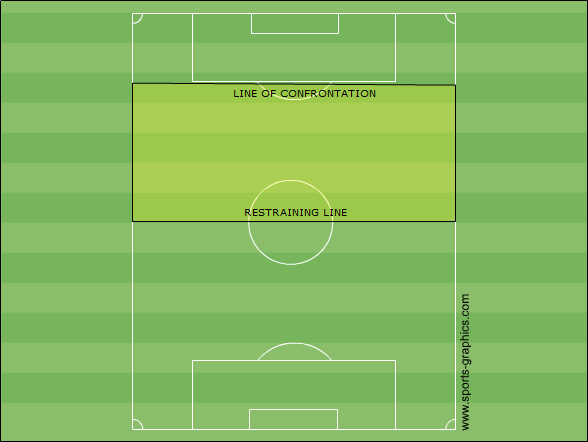 LINE OF CONFRONTATION
RESTRAINING LINE
www.sports-graphics.com